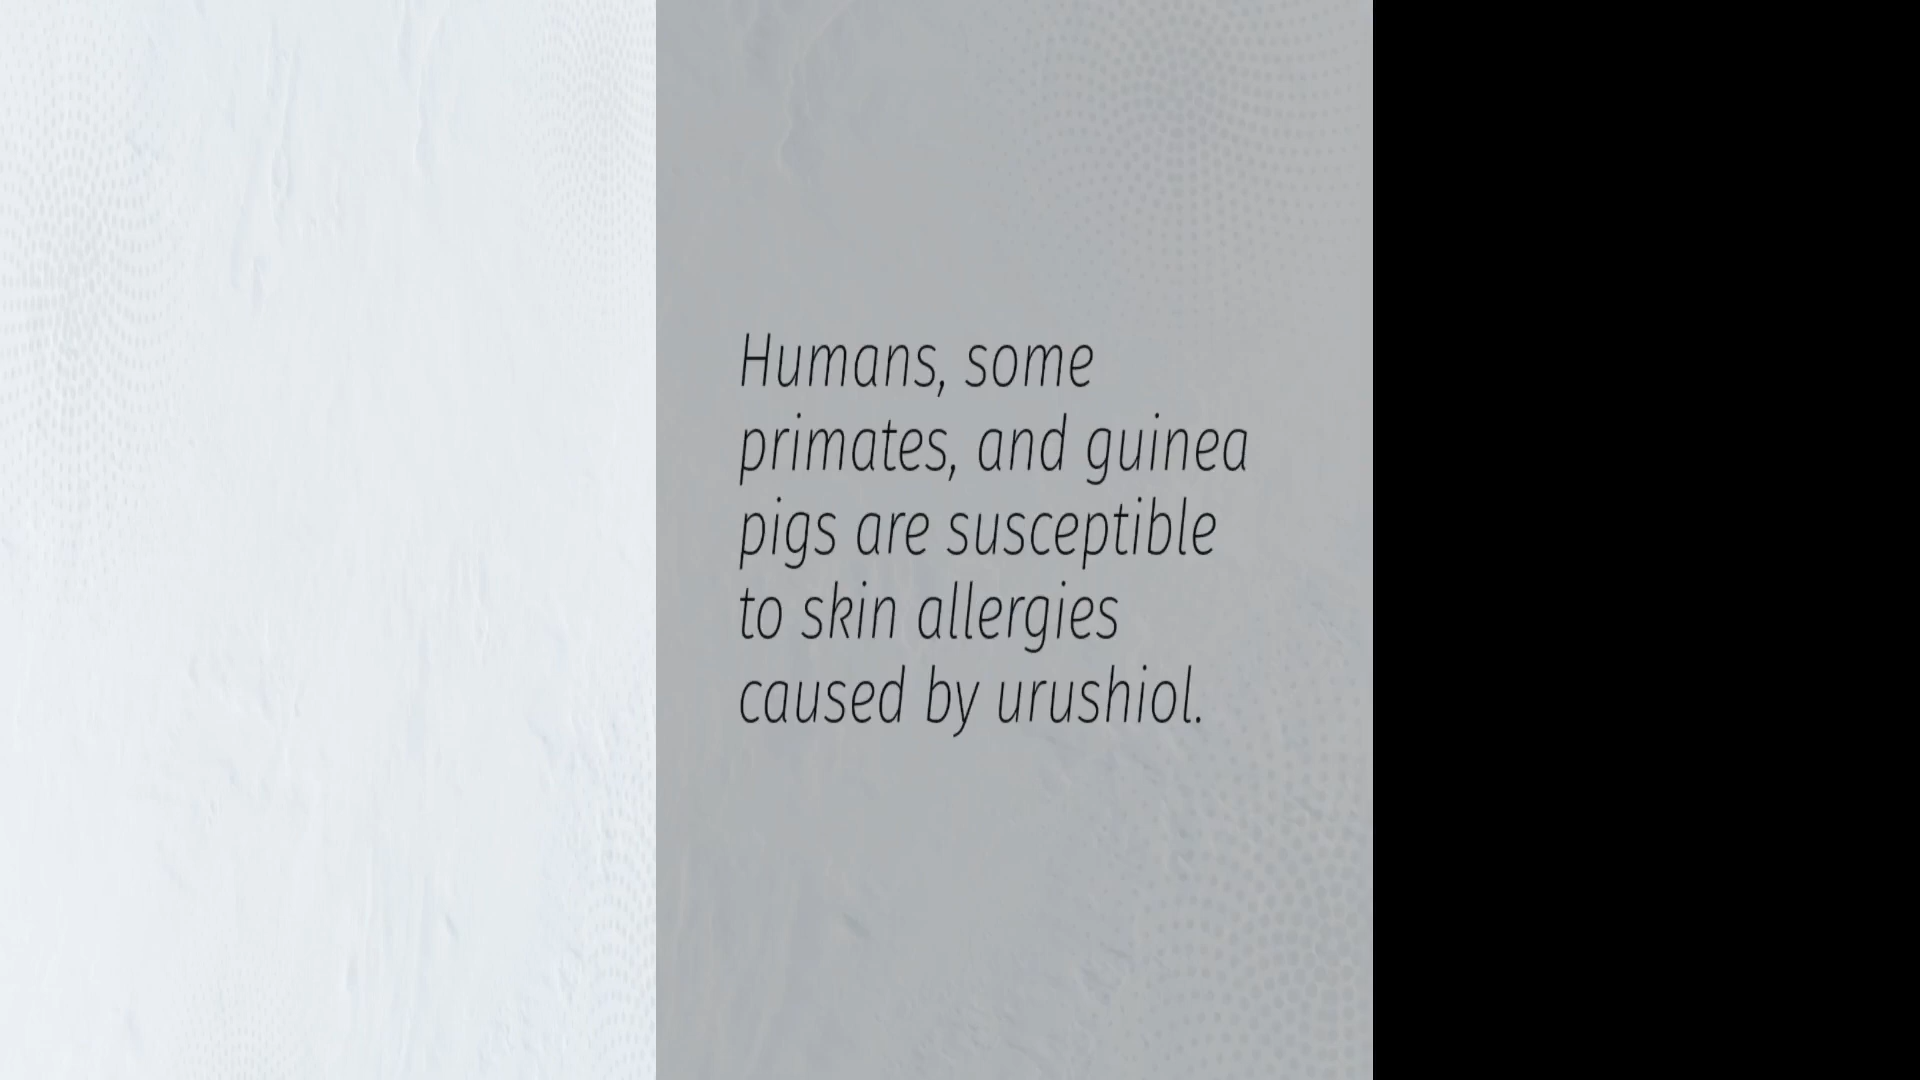 Humans, some
primates, and guinea
pigs are susceptible
to skin allergies
caused by urushiol.